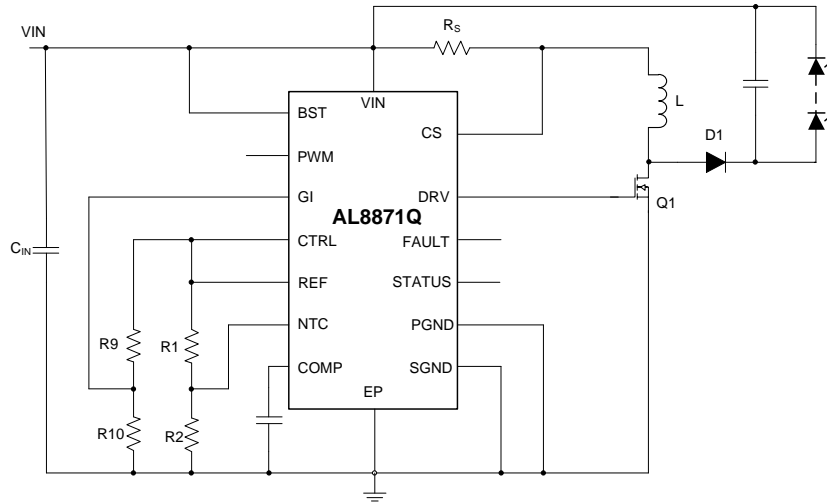 VIN
RS
VIN
BST
CS
L
D1
PWM
GI
DRV
Q1
AL8871Q
CIN
CTRL
FAULT
REF
STATUS
NTC
PGND
R9
R1
COMP
SGND
EP
R10
R2